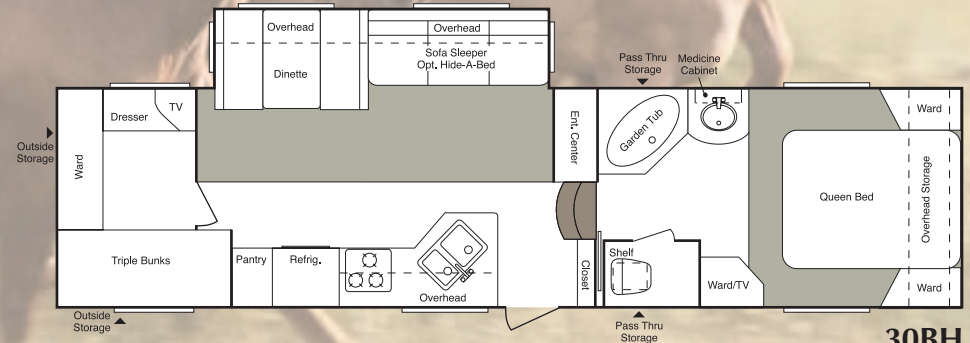 Overhead
Dinette
Overhead
Sofa Sleeper
Opt. Hide-A-Bed
Pass Thru
Storage
Medicine
Cabinet
TV
Dresser
Outside
Storage
Ward
Ent. Center
Garden Tub
Ward
Queen Bed
Overhead Storage
Triple Bunks
Pantry
Refrig.
Overhead
Closet
Shelf
Ward/TV
Ward
Outside
Storage
Pass Thru
Storage
30BH